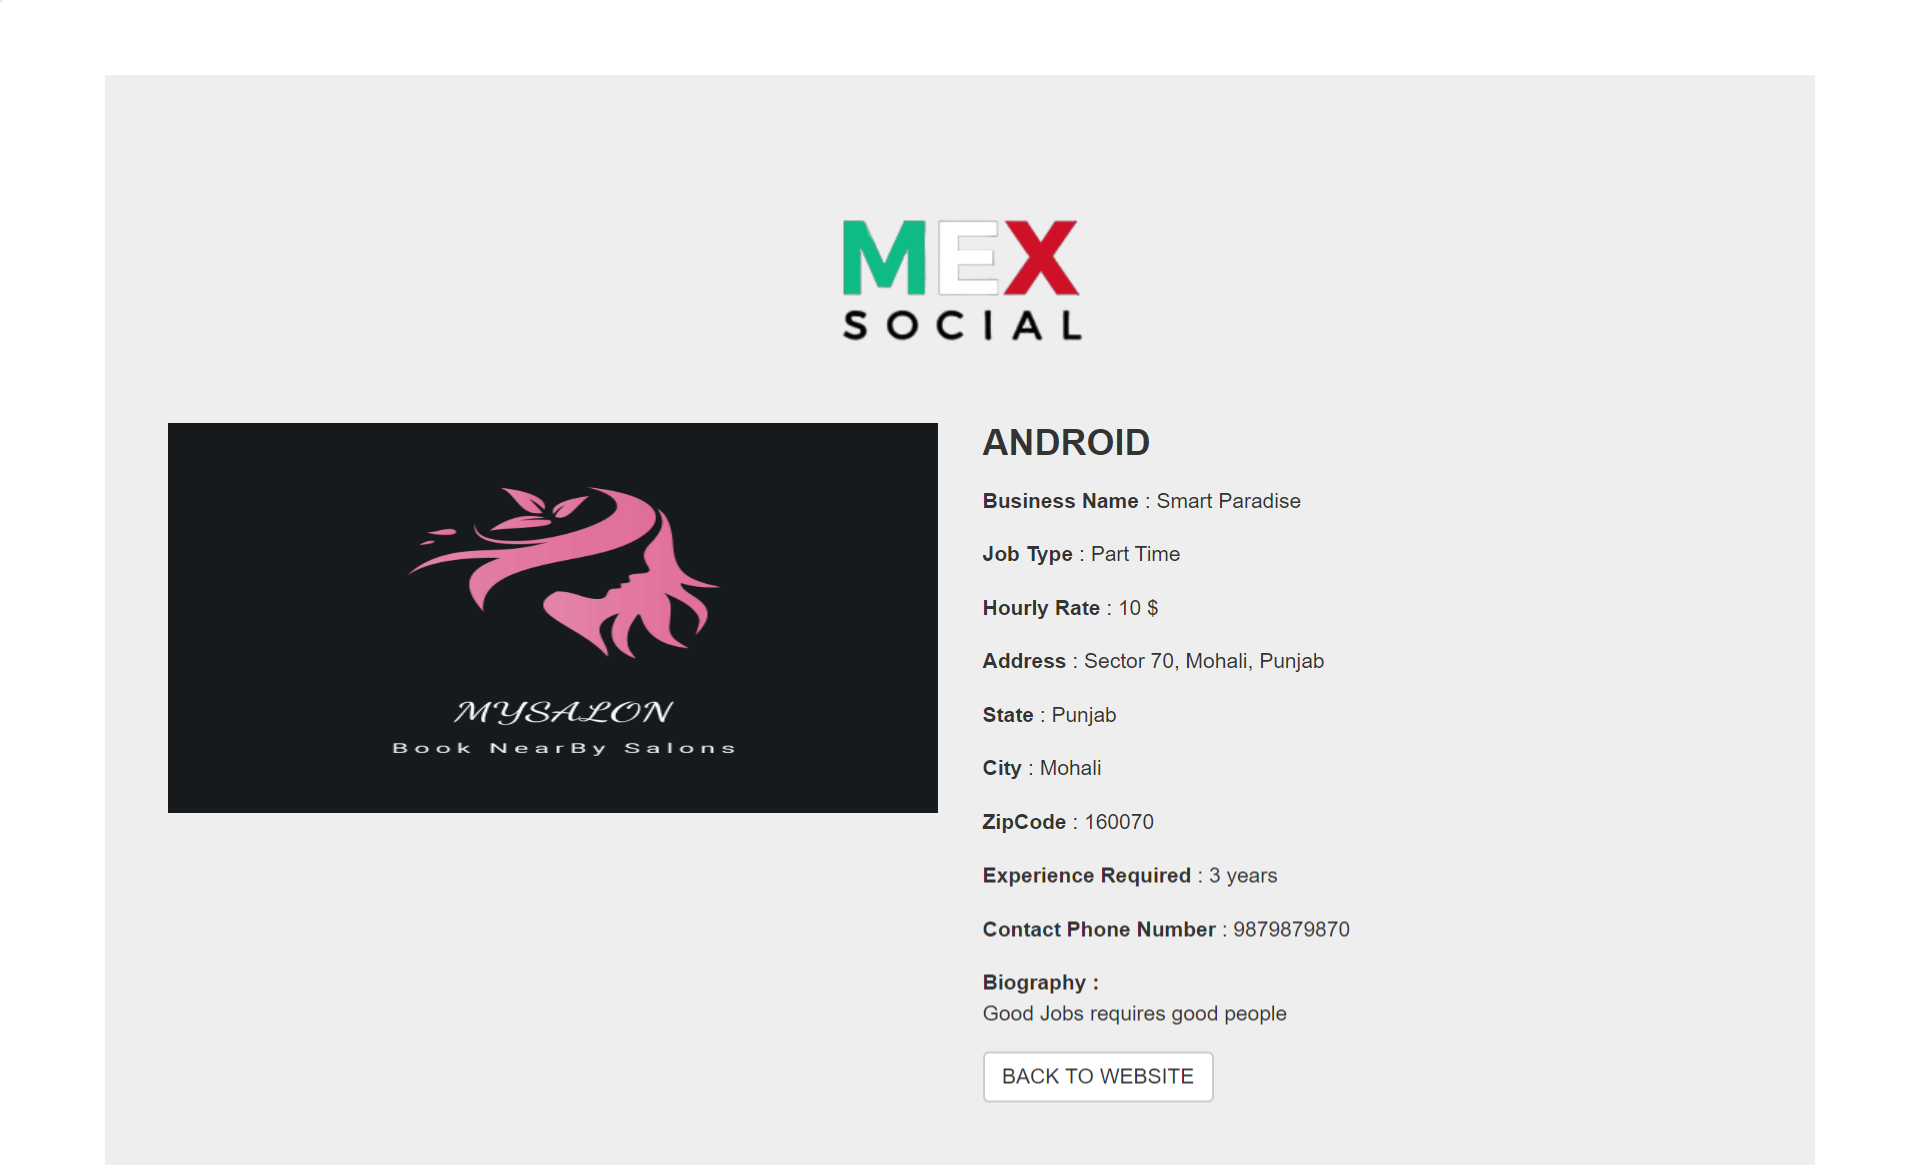 MEX
SOCIAL
MYSALON
Book NearBy Salons
ANDROID
Business Name : Smart Paradise
Job Type : Part Time
Hourly Rate : 10 $
Address : Sector 70, Mohali, Punjab
State : Punjab
City : Mohali
ZipCode : 160070
Experience Required : 3 years
Contact Phone Number : 9879879870
Biography :
Good Jobs requires good people
BACK TO WEBSITE